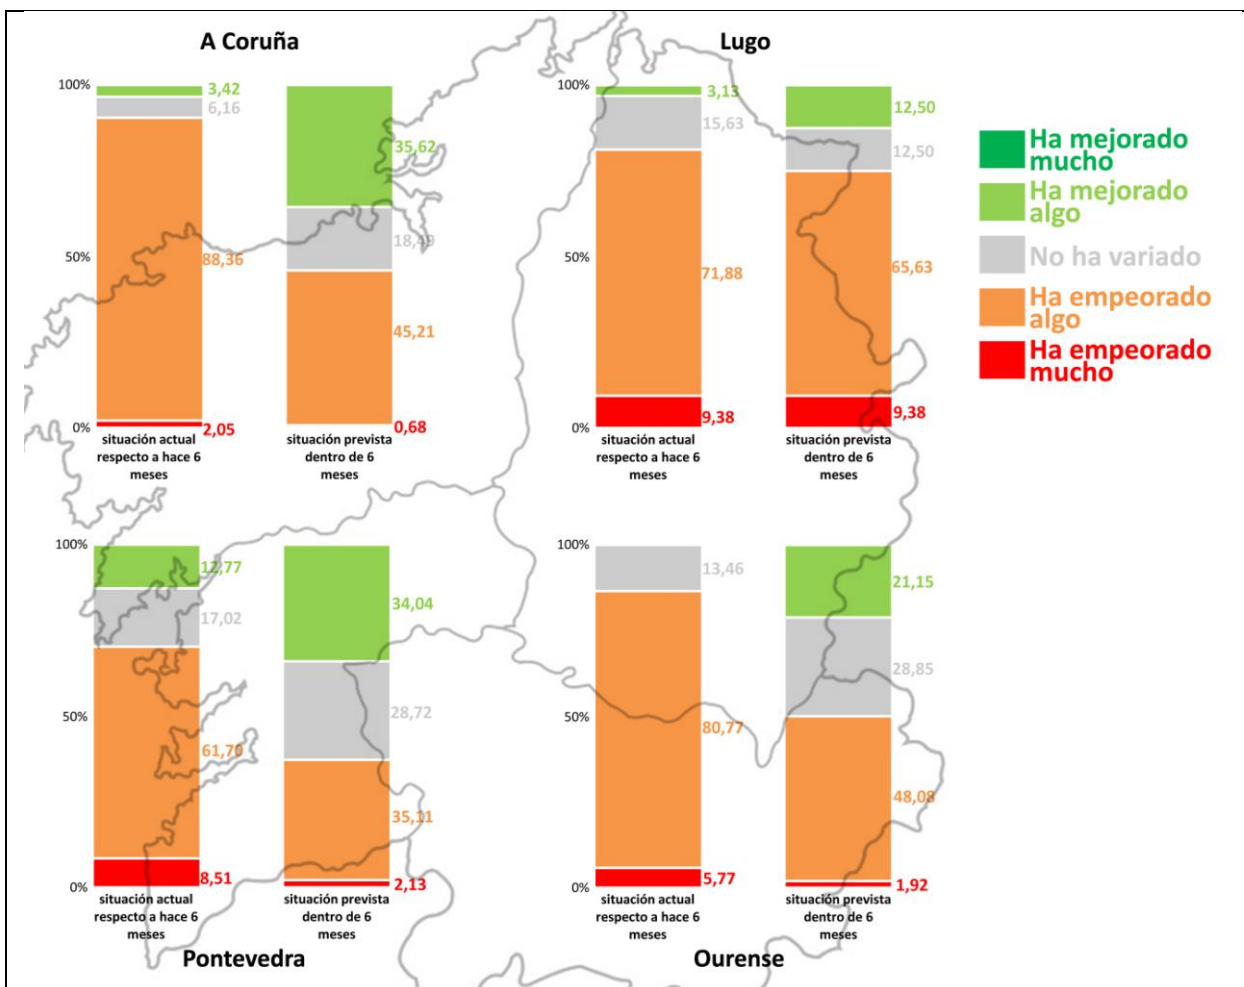 A Coruña
100%
50%
0%
3,42
6,16
88,36
2,05
situación actual
respecto a hace 6
meses
35,62
18,49
45,21
0,68
situación prevista
dentro de 6
meses
Lugo
100%
50%
0%
3,13
15,63
71,88
9,38
situación actual
respecto a hace 6
meses
12,50
12,50
65,63
9,38
situación prevista
dentro de 6
meses
Ha mejorado
mucho
Ha mejorado
algo
No ha variado
Ha empeorado
algo
Ha empeorado
mucho
100%
50%
0%
12,77
17,02
61,70
8,51
situación actual
respecto a hace 6
meses
34,04
28,72
35,11
2,13
situación prevista
dentro de 6
meses
Pontevedra
100%
50%
0%
13,46
80,77
5,77
situación actual
respecto a hace 6
meses
21,15
28,85
48,08
1,92
situación prevista
dentro de 6
meses
Ourense